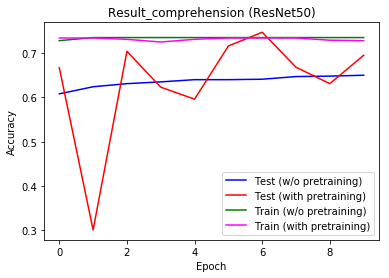 Result_comprehension (ResNet50)
Accuracy
0.7
0.6
0.5
0.4
0.3
Test (w/o pretraining)
Test (with pretraining)
Train (w/o pretraining)
Train (with pretraining)
0 2 4 6 8
Epoch